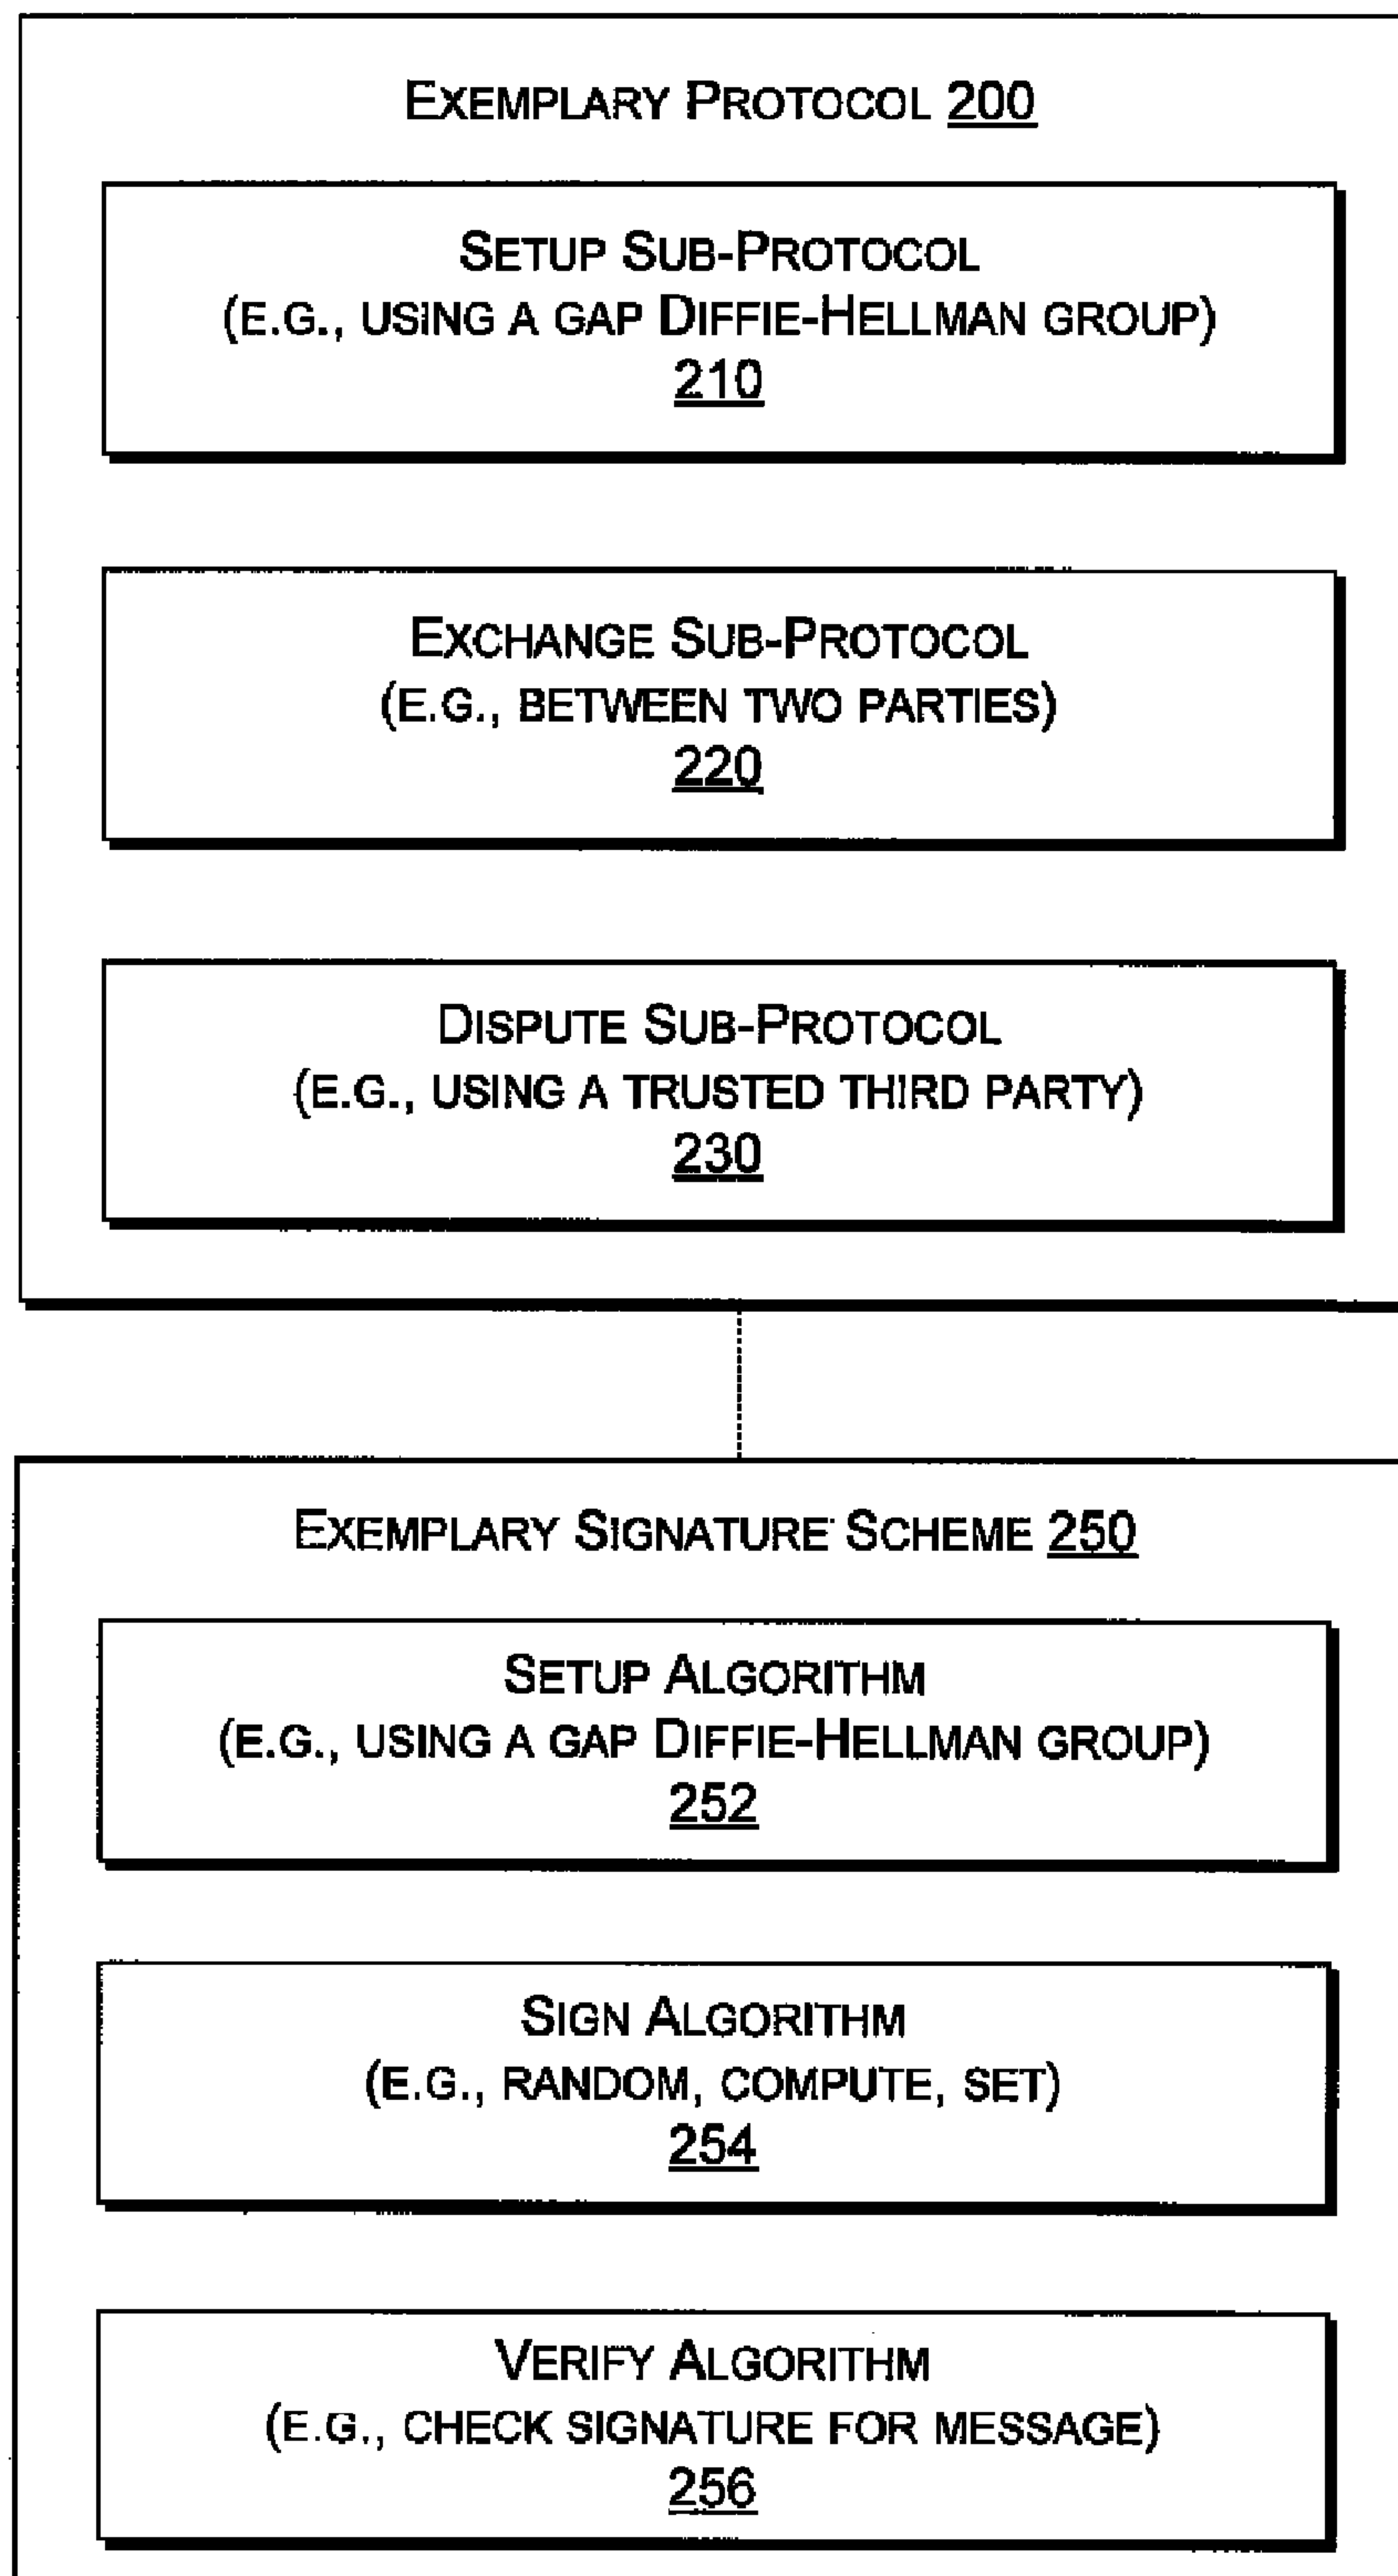 EXEMPLARY PROTOCOL 200
SETUP SUB-PROTOCOL
(E.G., USING A GAP DIFFIE-HELLMAN GROUP)
210
EXCHANGE SUB-PROTOCOL
(E.G., BETWEEN TWO PARTIES)
220
DISPUTE SUB-PROTOCOL
(E.G., USING A TRUSTED THIRD PARTY)
230
EXEMPLARY SIGNATURE SCHEME 250
SETUP ALGORITHM
(E.G., USING A GAP DIFFIE-HELLMAN GROUP)
252
SIGN ALGORITHM
(E.G., RANDOM, COMPUTE, SET)
254
VERIFY ALGORITHM
(E.G., CHECK SIGNATURE FOR MESSAGE)
256